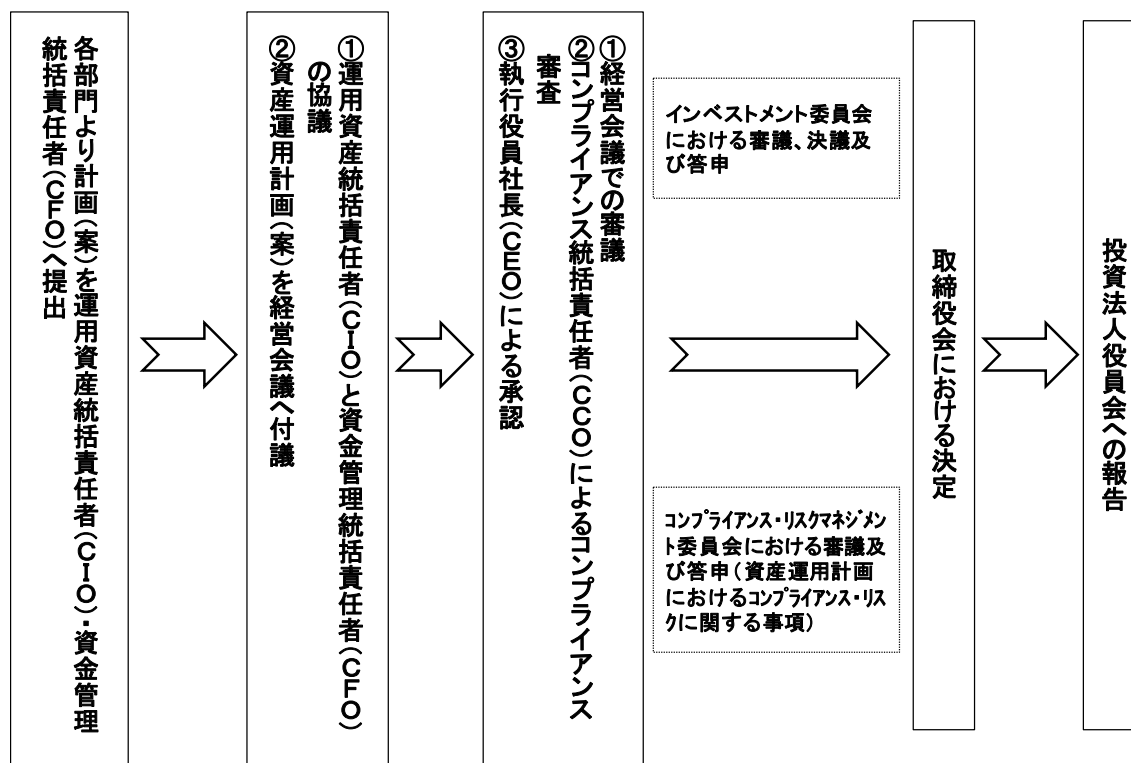 各部門より計画（案）を運用資産統括責任者（ＣＩＯ）・資金管理
統括責任者（ＣＦＯ）へ提出
①運用資産統括責任者（ＣＩＯ）と資金管理統括責任者（ＣＦＯ）
の協議
②資産運用計画（案）を経営会議へ付議
①経営会議での審議
②コンプライアンス統括責任者（ＣＣＯ）によるコンプライアンス
審査
③執行役員社長（ＣＥＯ）による承認
インベストメント委員会
における審議、決議及
び答申
コンプライアンス・リスクマネジメン
ト委員会における審議及
び答申（資産運用計画
におけるコンプライアンス・リス
クに関する事項）
取締役会における決定
投資法人役員会への報告